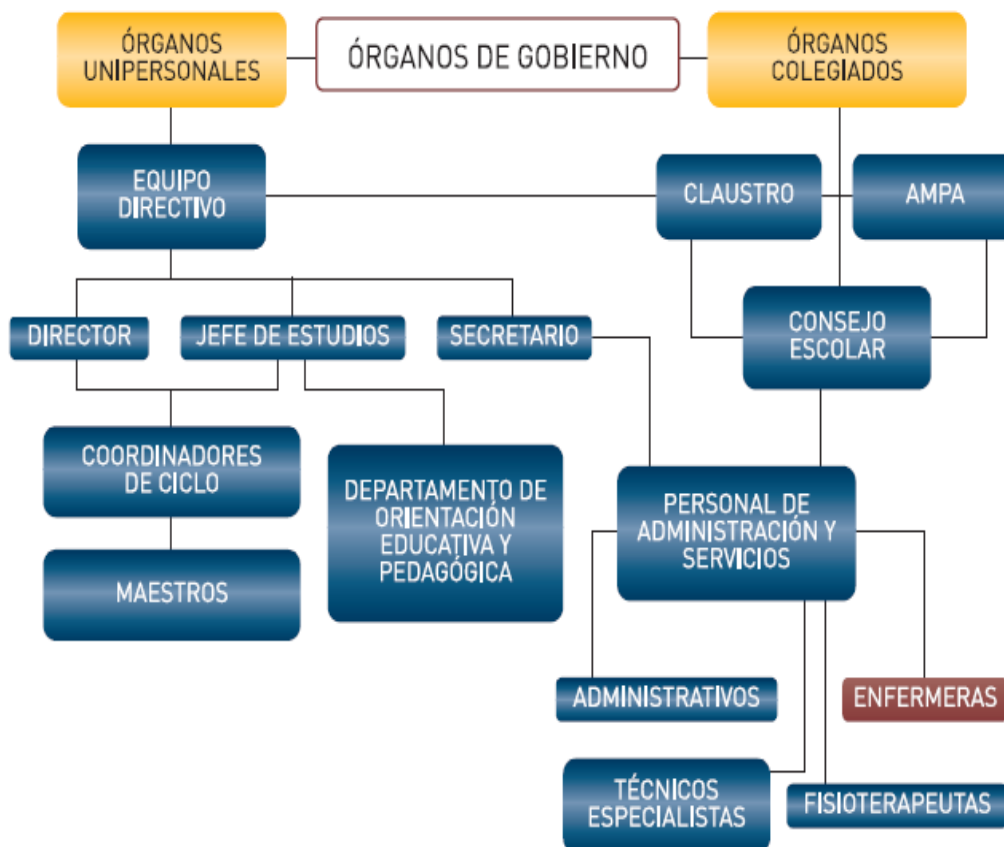 ÓRGANOS
UNIPERSONALES
ÓRGANOS DE GOBIERNO
ÓRGANOS
COLEGIADOS
EQUIPO
DIRECTIVO
CLAUSTRO
AMPA
DIRECTOR
JEFE DE ESTUDIOS
SECRETARIO
CONSEJO
ESCOLAR
COORDINADORES
DE CICLO
DEPARTAMENTO DE
ORIENTACIÓN
EDUCATIVA Y
PEDAGÓGICA
PERSONAL DE
ADMINISTRACIÓN Y
SERVICIOS
MAESTROS
ADMINISTRATIVOS
ENFERMERAS
TÉCNICOS
ESPECIALISTAS
FISIOTERAPEUTAS